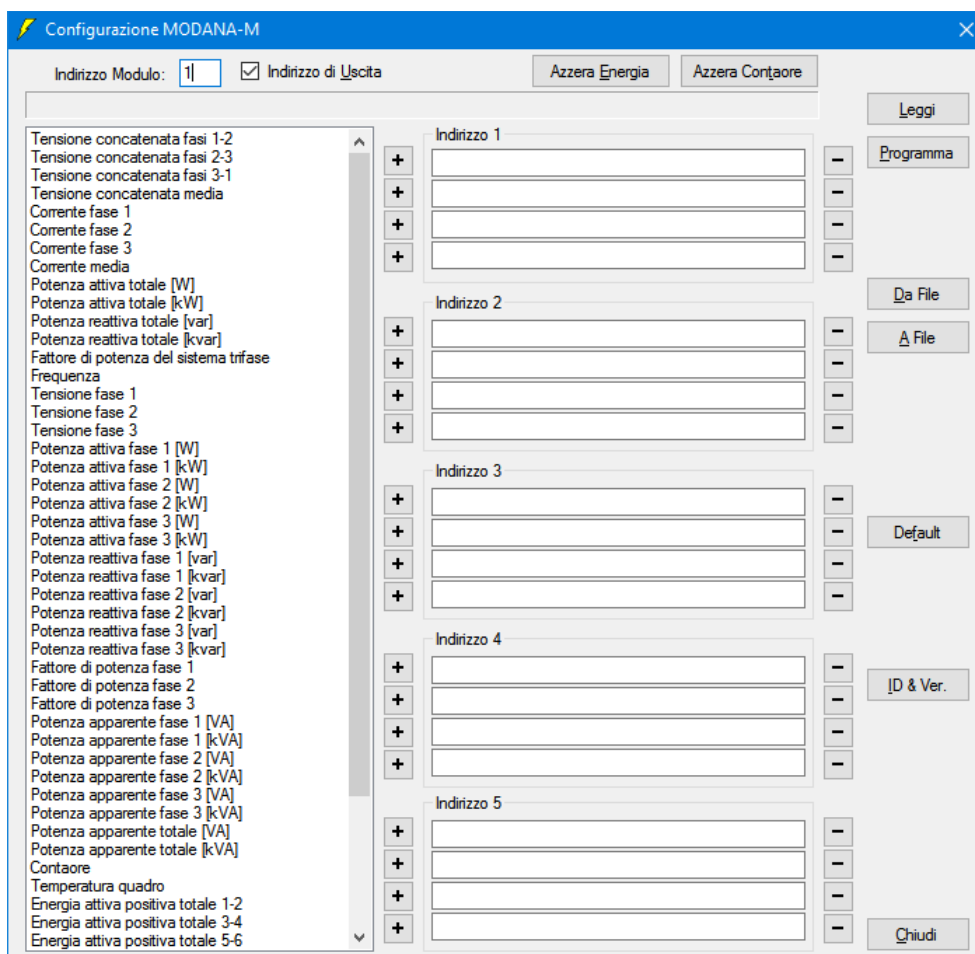 Configurazione MODANA-M
Indirizzo Modulo: 1 Indirizzo di Uscita Azzera Energia Azzera Contaore
Leggi
Programma
Da File
A File
Default
ID & Ver.
Chiudi
Tensione concatenata fasi 1-2
Tensione concatenata fasi 2-3
Tensione concatenata fasi 3-1
Tensione concatenata media
Corrente fase 1
Corrente fase 2
Corrente fase 3
Corrente media
Potenza attiva totale [W]
Potenza attiva totale [kW]
Potenza reattiva totale [var]
Potenza reattiva totale [kvar]
Fattore di potenza del sistema trifase
Frequenza
Tensione fase 1
Tensione fase 2
Tensione fase 3
Potenza attiva fase 1 [W]
Potenza attiva fase 1 [kW]
Potenza attiva fase 2 [W]
Potenza attiva fase 2 [kW]
Potenza attiva fase 3 [W]
Potenza attiva fase 3 [kW]
Potenza reattiva fase 1 [var]
Potenza reattiva fase 1 [kvar]
Potenza reattiva fase 2 [var]
Potenza reattiva fase 2 [kvar]
Potenza reattiva fase 3 [var]
Potenza reattiva fase 3 [kvar]
Fattore di potenza fase 1
Fattore di potenza fase 2
Fattore di potenza fase 3
Potenza apparente fase 1 [VA]
Potenza apparente fase 1 [kVA]
Potenza apparente fase 2 [VA]
Potenza apparente fase 2 [kVA]
Potenza apparente fase 3 [VA]
Potenza apparente fase 3 [kVA]
Potenza apparente totale [VA]
Potenza apparente totale [kVA]
Contaore
Temperatura quadro
Energia attiva positiva totale 1-2
Energia attiva positiva totale 3-4
Energia attiva positiva totale 5-6
Indirizzo 1
+ −
+ −
+ −
+ −
Indirizzo 2
+ −
+ −
+ −
+ −
Indirizzo 3
+ −
+ −
+ −
+ −
Indirizzo 4
+ −
+ −
+ −
+ −
Indirizzo 5
+ −
+ −
+ −
+ −